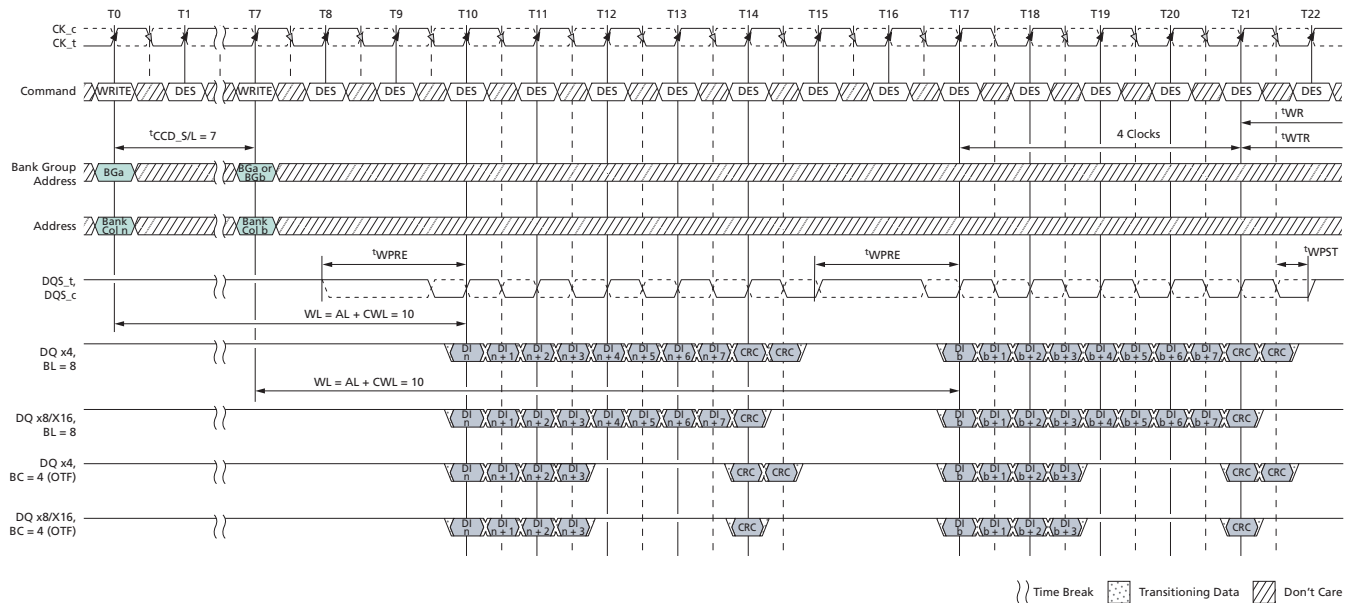 T0 T1 T7 T8 T9 T10 T11 T12 T13 T14 T15 T16 T17 T18 T19 T20 T21 T22
CK_c
CK_t
Command WRITE DES WRITE DES DES DES DES DES DES DES DES DES DES DES DES DES DES DES
tWR
tCCD_S/L = 7 4 Clocks tWTR
Bank Group
Address
BGa
BGa or
BGb
Address
Bank
Col n
Bank
Col b
tWPRE tWPRE tWPST
DQS_t,
DQS_c
WL = AL + CWL = 10
DQ x4,
BL = 8
DI n DI n + 1 DI n + 2 DI n + 3 DI n + 4 DI n + 5 DI n + 6 DI n + 7 CRC CRC DI b DI b + 1 DI b + 2 DI b + 3 DI b + 4 DI b + 5 DI b + 6 DI b + 7 CRC CRC
WL = AL + CWL = 10
DQ x8/X16,
BL = 8
DI n DI n + 1 DI n + 2 DI n + 3 DI n + 4 DI n + 5 DI n + 6 DI n + 7 CRC DI b DI b + 1 DI b + 2 DI b + 3 DI b + 4 DI b + 5 DI b + 6 DI b + 7 CRC
DQ x4,
BC = 4 (OTF)
DI n DI n + 1 DI n + 2 DI n + 3 CRC CRC DI b DI b + 1 DI b + 2 DI b + 3 CRC CRC
DQ x8/X16,
BC = 4 (OTF)
DI n DI n + 1 DI n + 2 DI n + 3 CRC DI b DI b + 1 DI b + 2 DI b + 3 CRC
Time Break Transitioning Data Don't Care